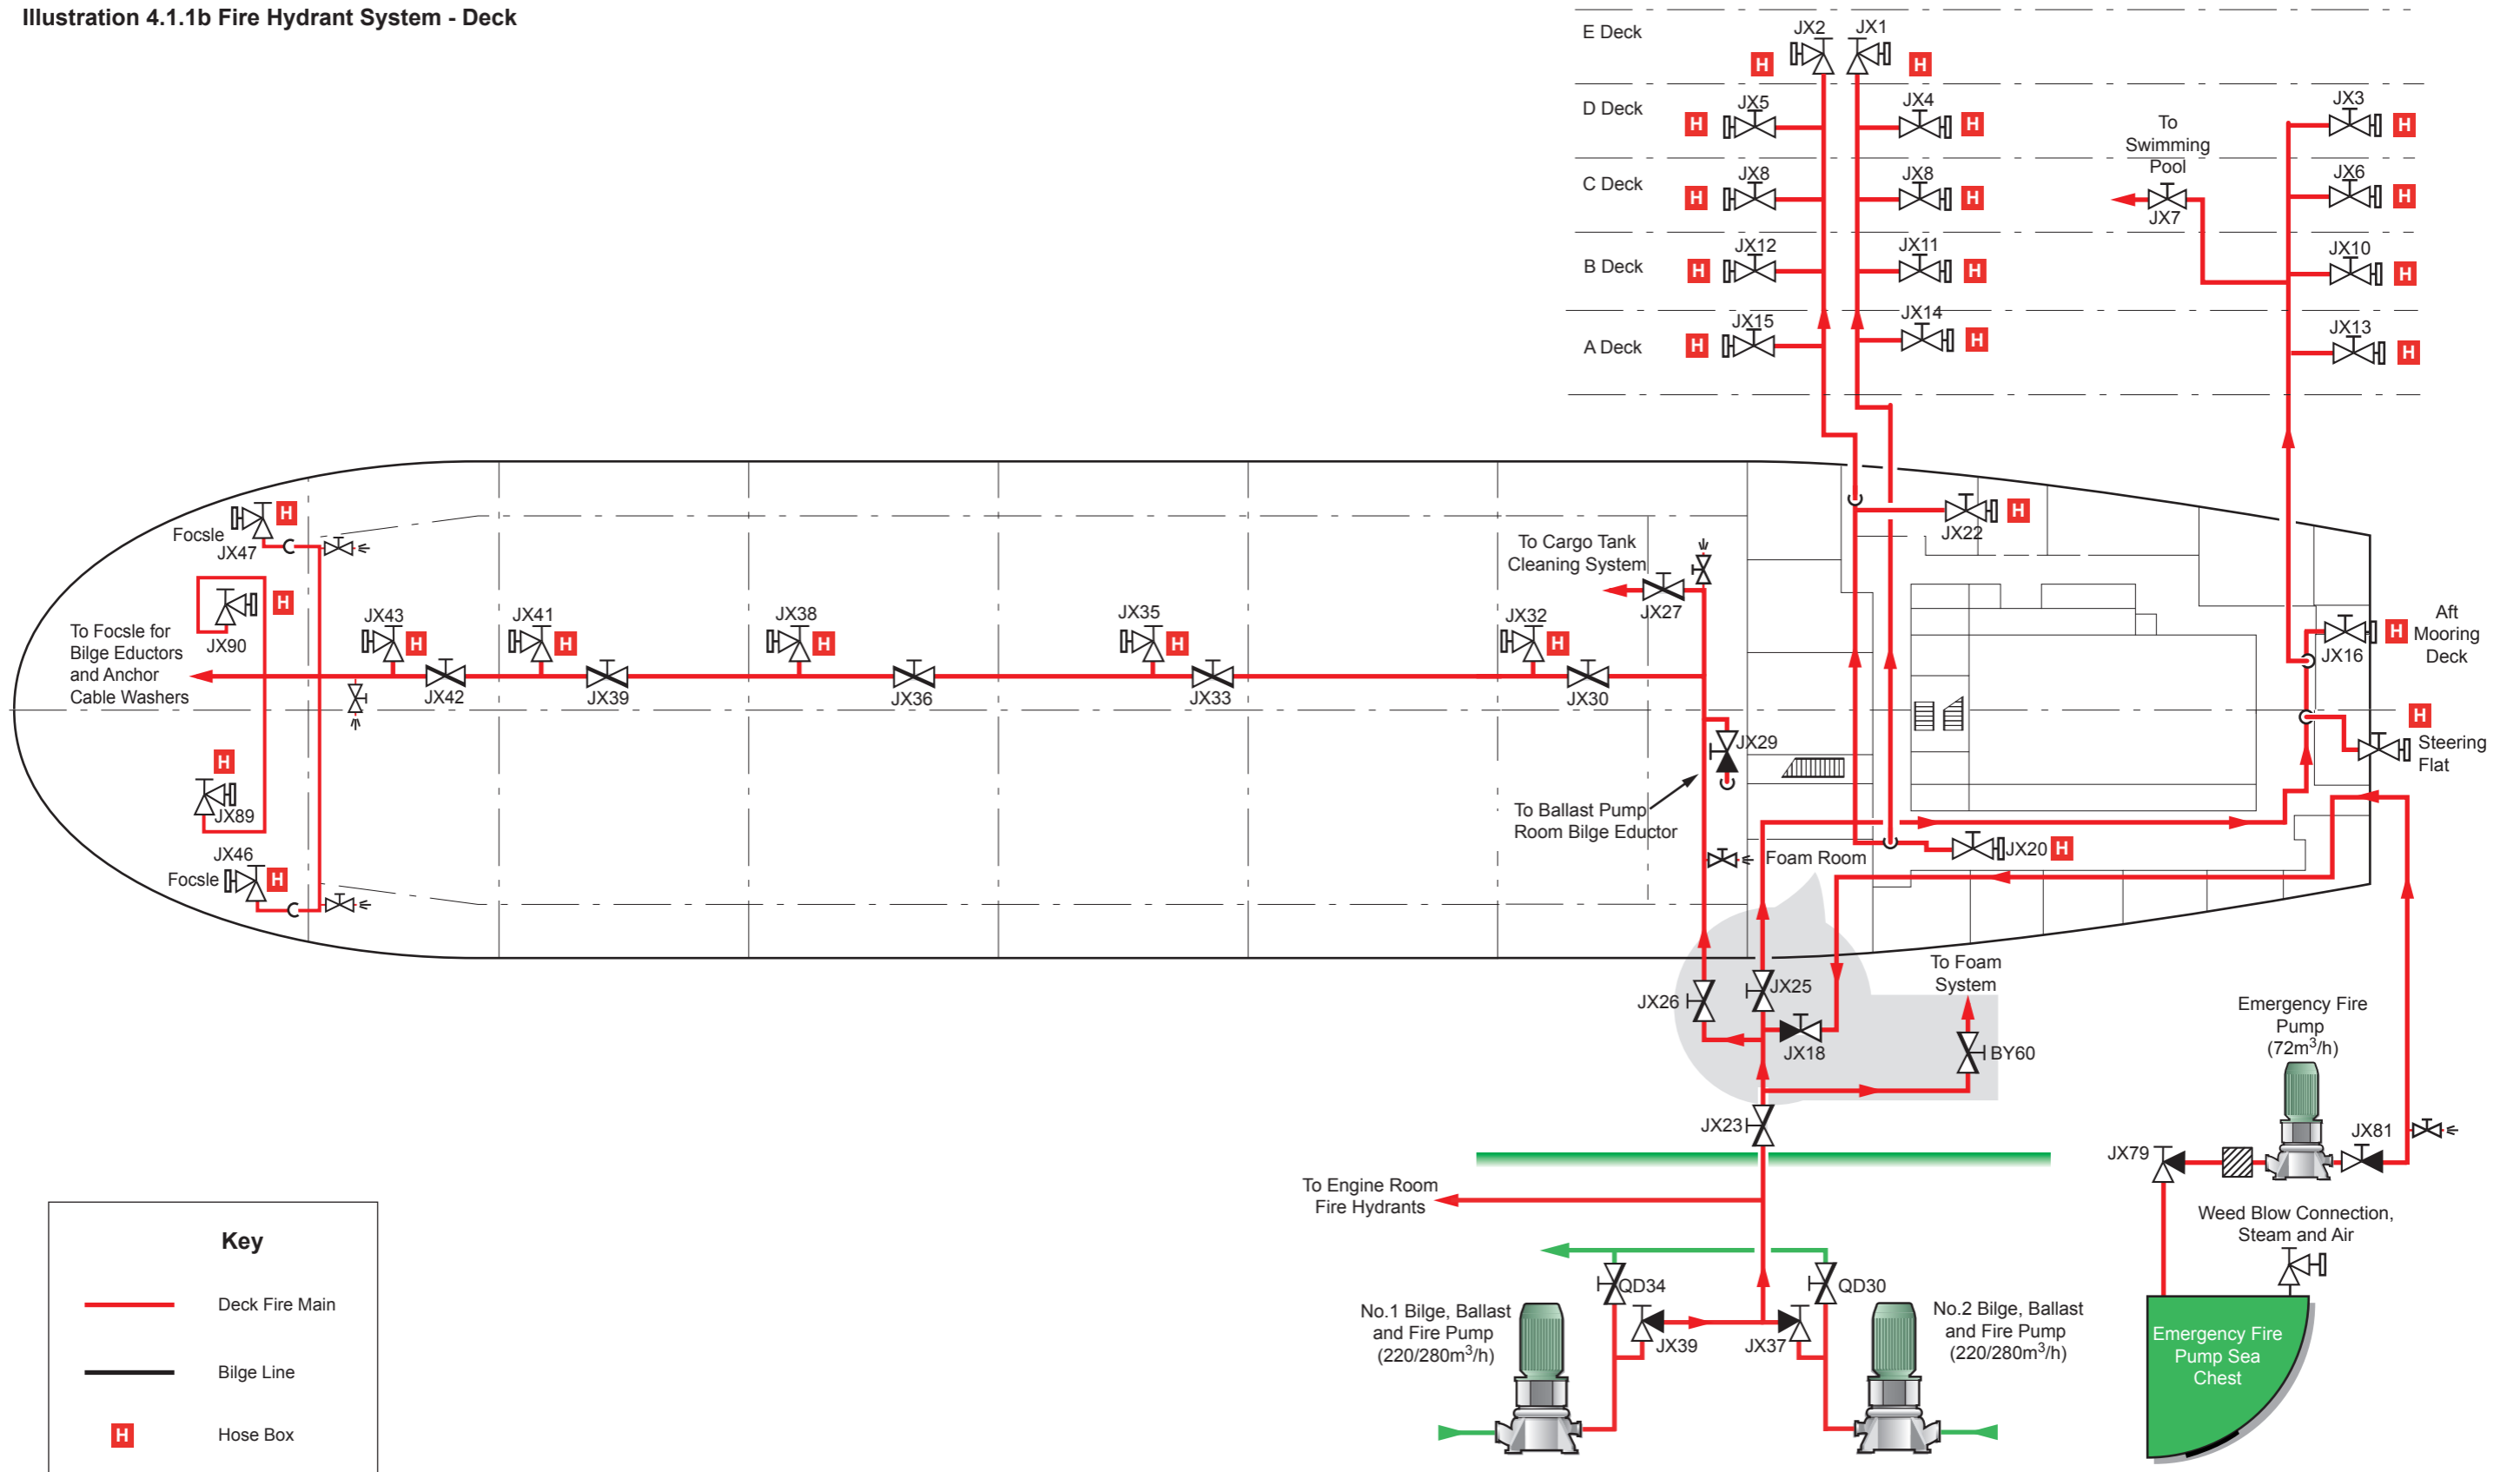 Illustration 4.1.1b Fire Hydrant System - Deck
E Deck
JX2
JX1
H
H
D Deck
JX5
JX4
JX3
H
H
H
To
Swimming
Pool
C Deck
JX8
JX8
JX6
H
H
H
JX7
B Deck
JX12
JX11
JX10
H
H
H
A Deck
JX15
JX14
JX13
H
H
H
Focsle
JX47
H
JX90
H
To Focsle for
Bilge Eductors
and Anchor
Cable Washers
JX43
H
JX42
JX41
H
JX39
JX38
H
JX36
JX35
H
JX33
JX32
H
JX30
To Cargo Tank
Cleaning System
JX27
JX22
H
JX16
H
Aft
Mooring
Deck
H
Steering
Flat
JX29
To Ballast Pump
Room Bilge Eductor
H
JX89
JX46
Focsle
H
Foam Room
JX20
H
JX26
JX25
JX18
To Foam
System
BY60
JX23
Emergency Fire
Pump
(72m³/h)
JX79
JX81
To Engine Room
Fire Hydrants
Weed Blow Connection,
Steam and Air
QD34
QD30
No.1 Bilge, Ballast
and Fire Pump
(220/280m³/h)
JX39
JX37
No.2 Bilge, Ballast
and Fire Pump
(220/280m³/h)
Emergency Fire
Pump Sea
Chest
Key
Deck Fire Main
Bilge Line
H
Hose Box